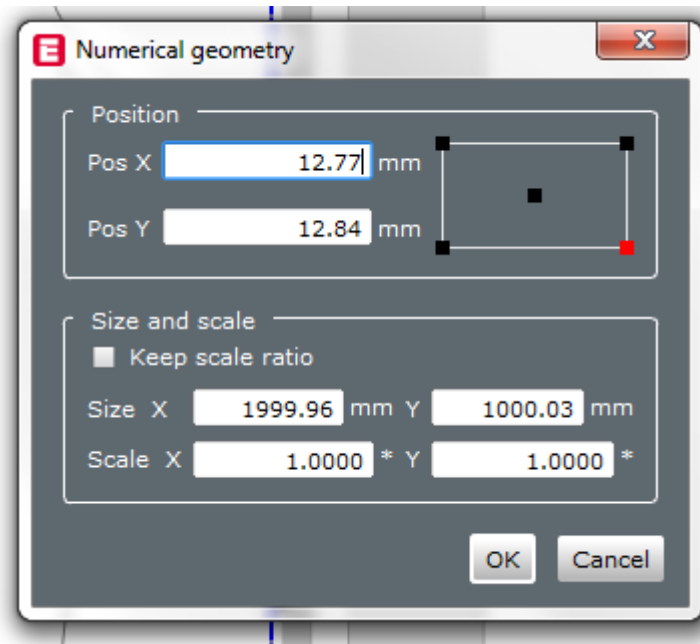 E Numerical geometry
Position
Pos X 12.77 mm
Pos Y 12.84 mm
Size and scale
Keep scale ratio
Size X 1999.96 mm Y 1000.03 mm
Scale X 1.0000 * Y 1.0000 *
OK Cancel